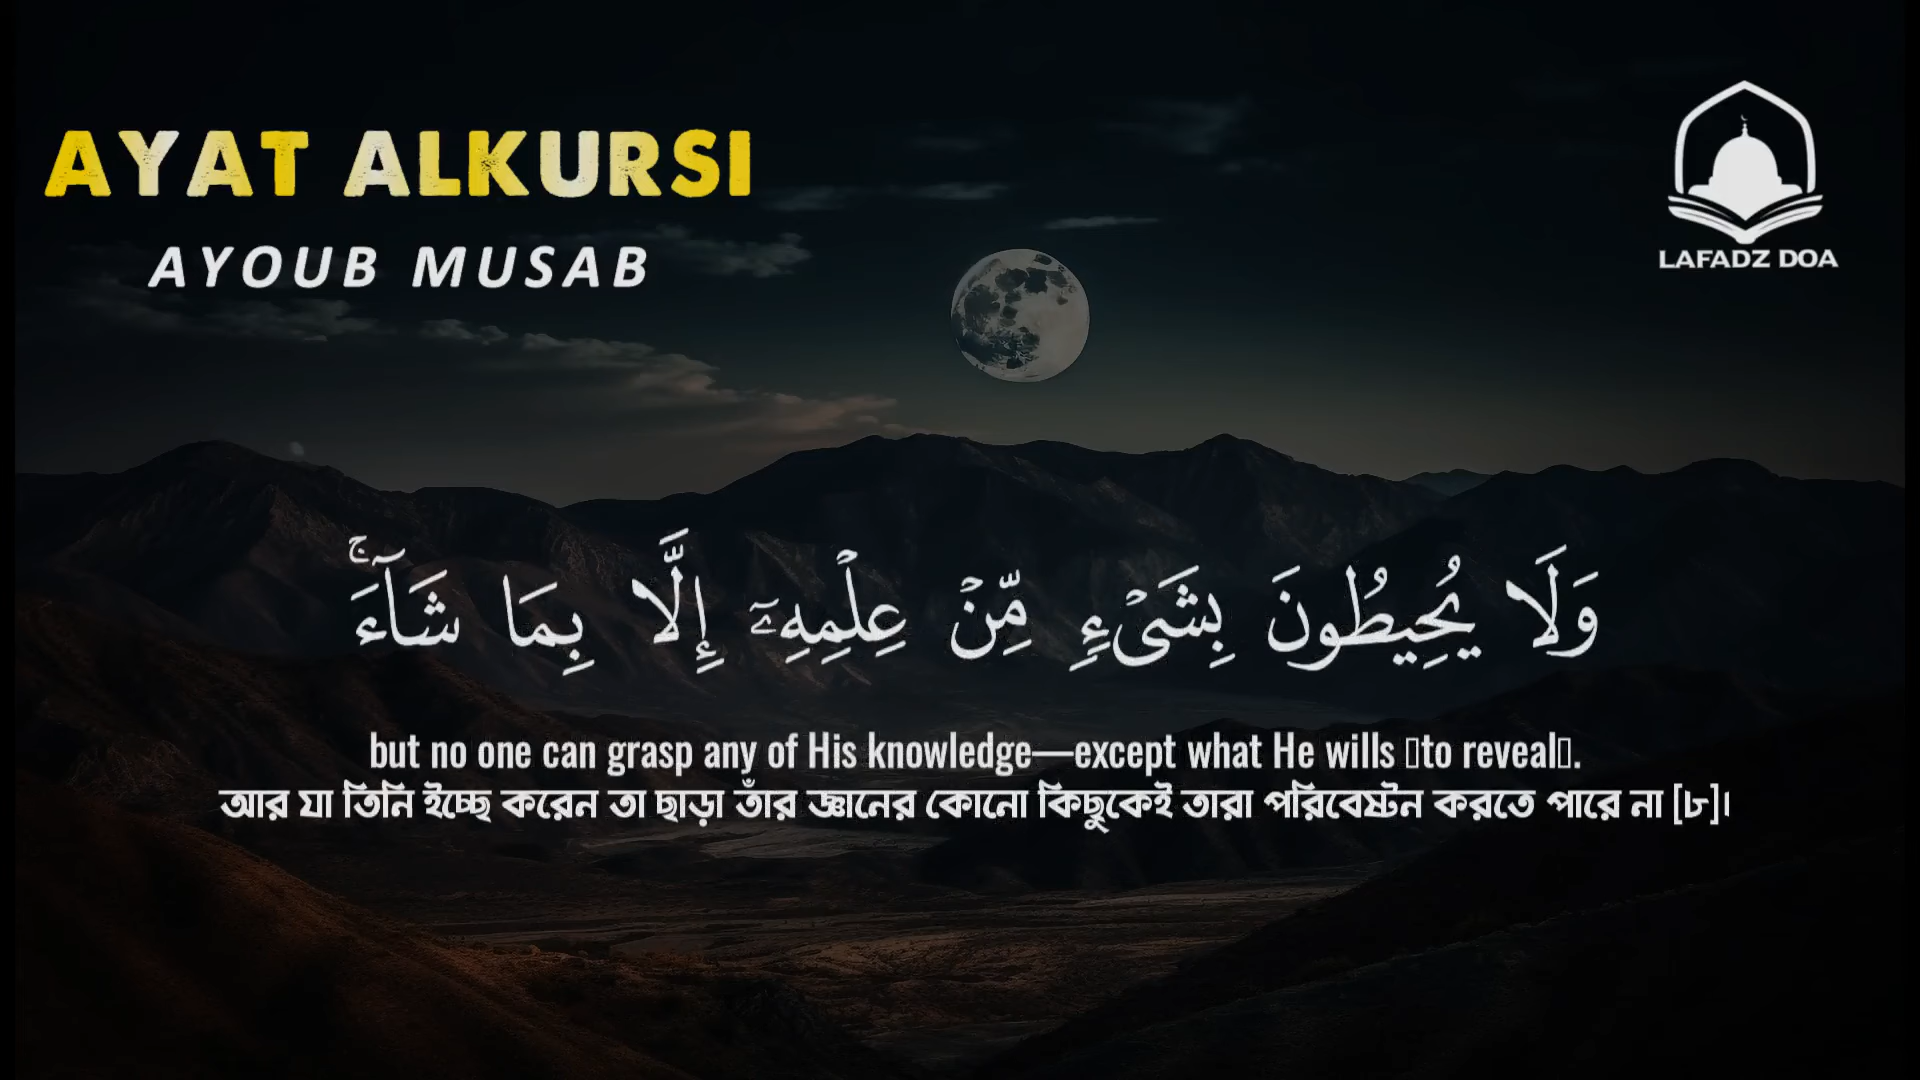 AYAT ALKURSI
AYOUB MUSAB
LAFADZ DOA
وَلَا يُحِيطُونَ بِشَىْءٍ مِّنْ عِلْمِهِۦٓ إِلَّا بِمَا شَآءَ ۚ
but no one can grasp any of His knowledge—except what He wills ▯to reveal▯.
আর যা তিনি ইচ্ছে করেন তা ছাড়া তাঁর জ্ঞানের কোনো কিছুকেই তারা পরিবেষ্টন করতে পারে না [৮]।